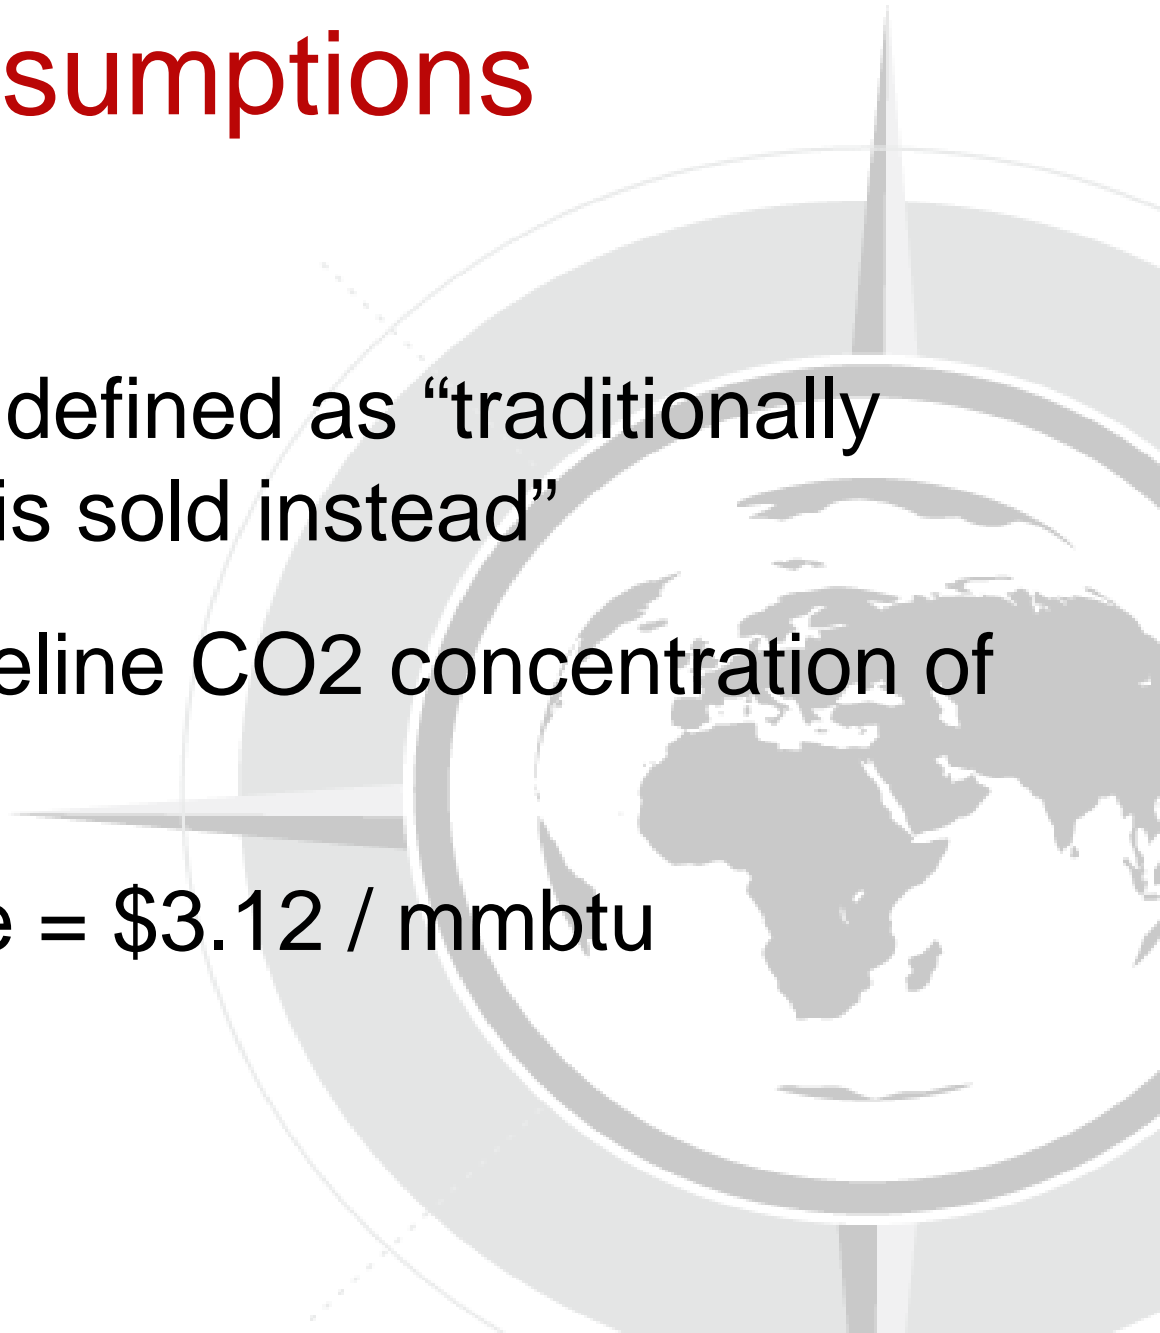 sumptions
defined as “traditionally
is sold instead”
eline CO2 concentration of
e = $3.12 / mmbtu